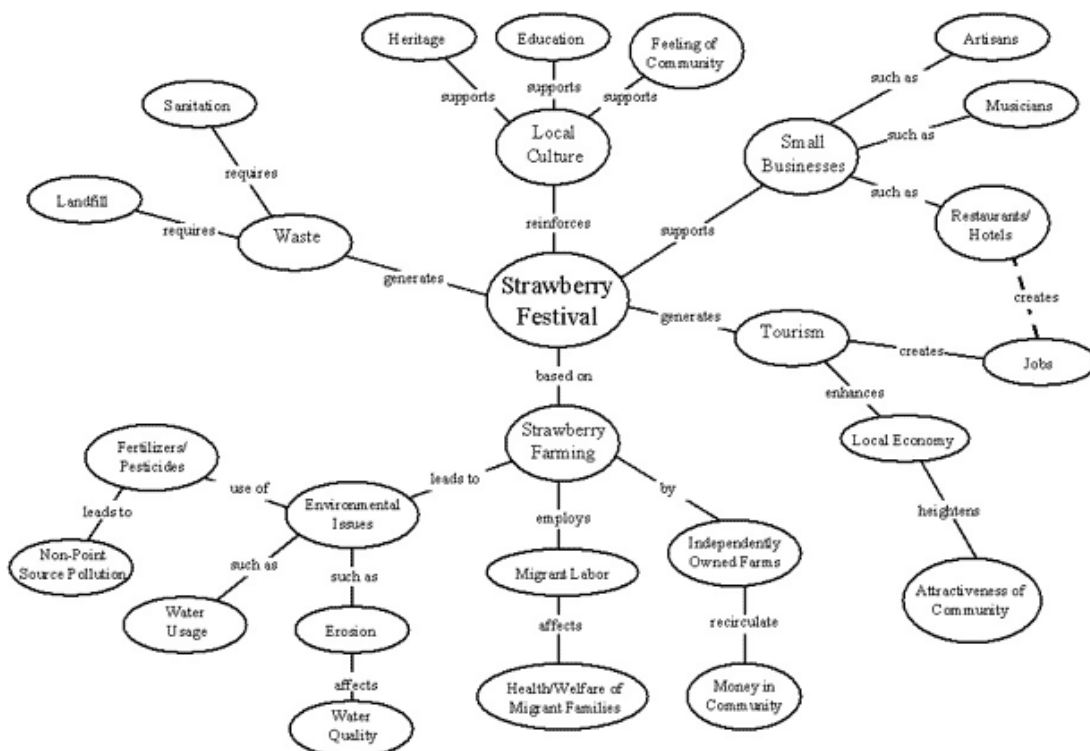 Heritage
Education
Feeling of
Community
Artisans
supports
supports
supports
such as
Sanitation
Musicians
Local
Culture
Small
Businesses
such as
requires
such as
Landfill
Restaurants/
Hotels
requires
Waste
reinforces
supports
generates
Strawberry
Festival
generates
Tourism
creates
creates
Jobs
based on
enhances
Fertilizers/
Pesticides
Strawberry
Farming
Local Economy
use of
leads to
by
leads to
Environmental
Issues
employs
heightens
Non-Point
Source Pollution
such as
such as
Migrant Labor
Independently
Owned Farms
Attractiveness of
Community
Water
Usage
Erosion
affects
recirculate
affects
Health/Welfare of
Migrant Families
Money in
Community
Water
Quality